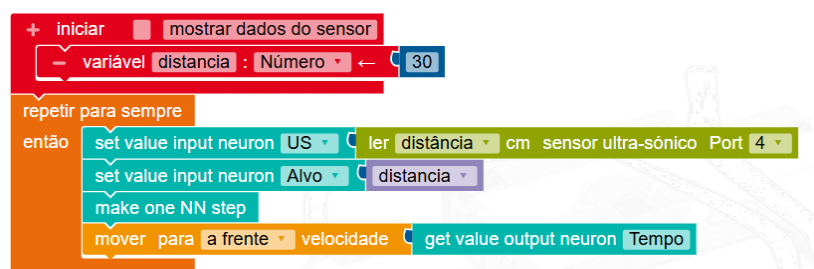 + iniciar mostrar dados do sensor
− variável distancia : Número ← 30
repetir para sempre
então set value input neuron US ler distância cm sensor ultra-sónico Port 4
set value input neuron Alvo distancia
make one NN step
mover para a frente velocidade get value output neuron Tempo